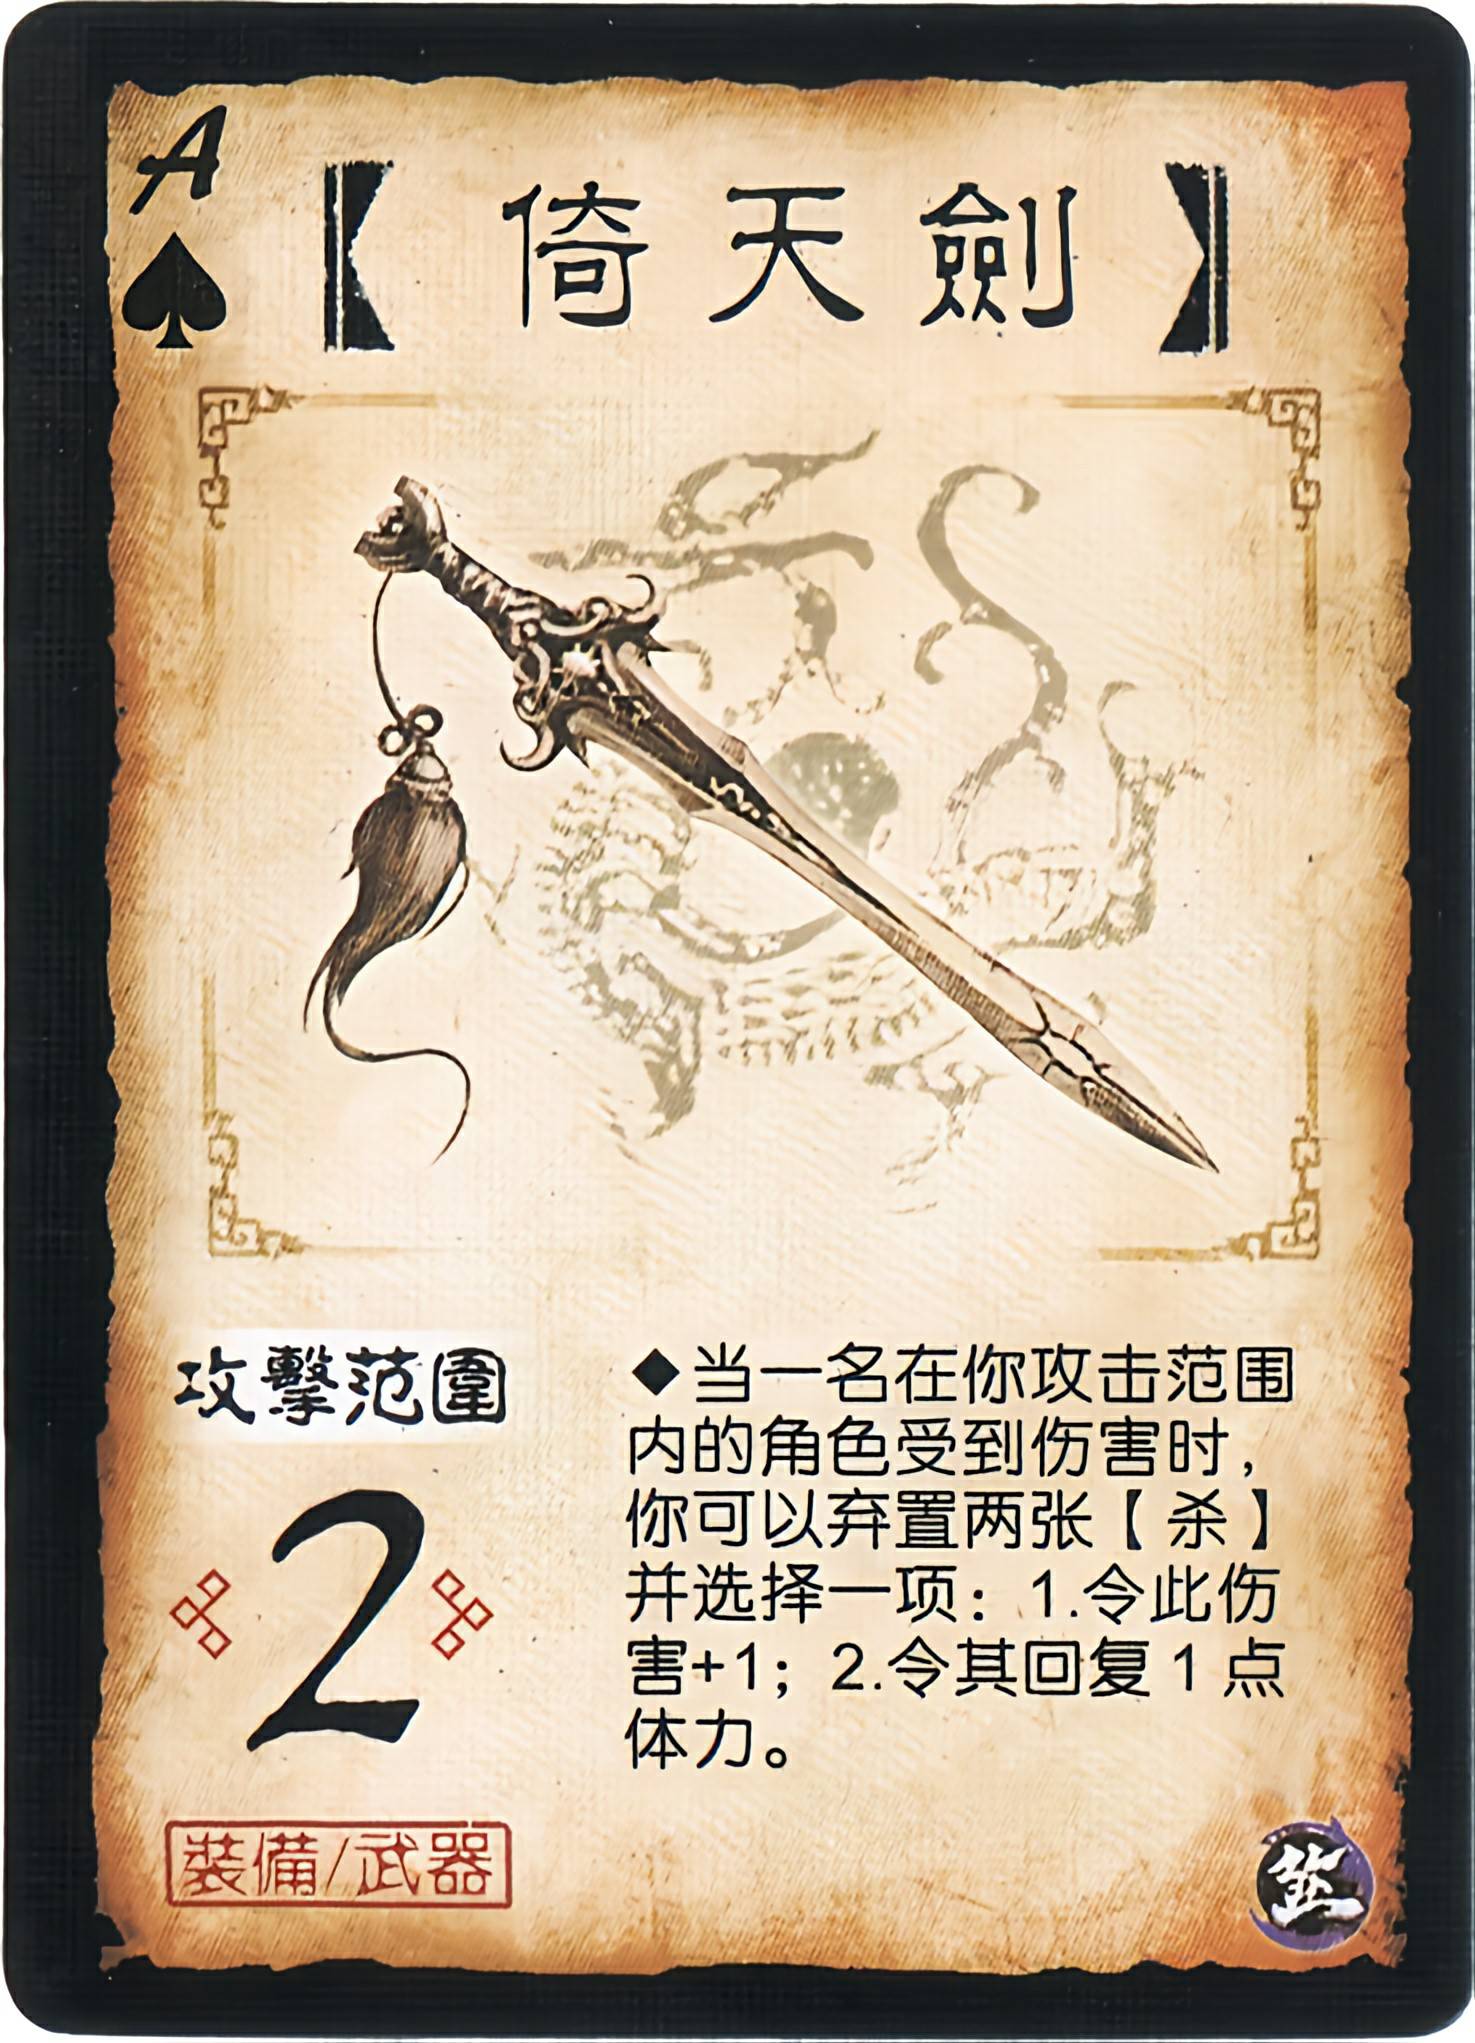 A
【倚天劍】
攻擊范圍
2
◆当一名在你攻击范围
内的角色受到伤害时，
你可以弃置两张【杀】
并选择一项：1.令此伤
害+1；2.令其回复1点
体力。
裝備/武器